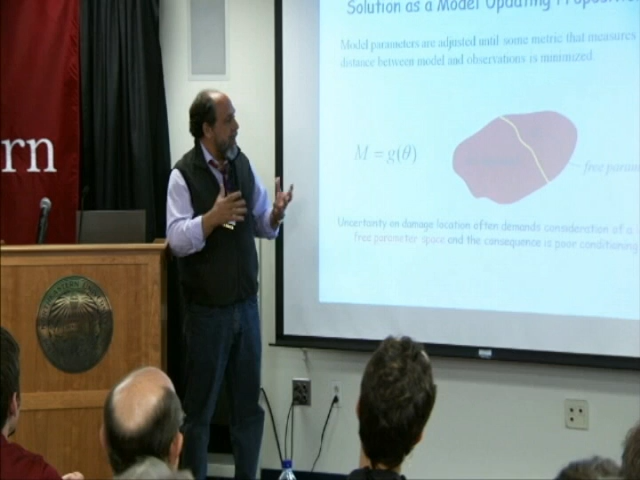 Solution as a Model Updating
Model parameters are adjusted until some metric that measures
distance between model and observations is minimized.
rn
M = g(θ)
free param
Uncertainty on damage location often demands consideration of a
free parameter space and the consequence is poor conditioning